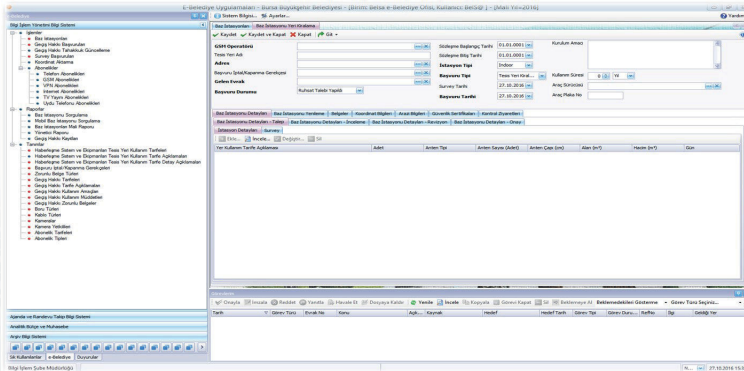 E-Belediye Otomasyonu - Bursa Büyükşehir Belediyesi - [Birim: Belsa e-Belediye Ofisi, Kullanıcı: Belis@ ] - [Mali Yıl=2016]
Sistem Bilgisi... Ayarlar... Yardım
Bilgi İşlem Yönetimi Bilgi Sistemi
İşlemler
Baz İstasyonları
Geçiş Hakkı Başvuruları
Geçiş Hakkı Tahakkuk Güncelleme
Survey Başvuruları
Koordinat Aktarma
Abonelikler
Telefon Abonelikleri
GSM Abonelikleri
VPN Abonelikleri
İnternet Abonelikleri
TV Yayını Abonelikleri
Uydu Telefonu Abonelikleri
Raporlar
Baz İstasyonu Sorgulama
Mobil Baz İstasyonu Sorgulama
Baz İstasyonları Mali Raporu
Yönetici Raporu
Geçiş Hakkı Kayıtları
Tanımlar
Haberleşme Sistem ve Ekipmanları Tesis Yeri Kullanım Tarifeleri
Haberleşme Sistem ve Ekipmanları Tesis Yeri Kullanım Tarife Açıklamaları
Haberleşme Sistem ve Ekipmanları Tesis Yeri Kullanım Tarife Detay Açıklamaları
Başvuru İptal/Kapanma Gerekçeleri
Zorunlu Belge Türleri
Geçiş Hakkı Tarifeleri
Geçiş Hakkı Tarife Açıklamaları
Geçiş Hakkı Kullanım Amaçları
Geçiş Hakkı Kullanım Müddetleri
Geçiş Hakkı Zorunlu Belgeler
Boru Türleri
Kablo Türleri
Kameralar
Kamera Yetkilileri
Abonelik Tarifeleri
Abonelik Tipleri
Ajanda ve Randevu Takip Bilgi Sistemi
Analitik Bütçe ve Muhasebe
Arşiv Bilgi Sistemi
Sık Kullanılanlar e-Belediye Duyurular
Bilgi İşlem Şube Müdürlüğü
Baz İstasyonları Baz İstasyonu Yeri Kiralama
Kaydet Kaydet ve Kapat Kapat Git
GSM Operatörü Sözleşme Başlangıç Tarihi 01.01.0001 Kurulum Amacı
Tesis Yeri Adı Sözleşme Bitiş Tarihi 01.01.0001
Adres İstasyon Tipi Indoor
Başvuru İptal/Kapanma Gerekçesi Başvuru Tipi Tesis Yeri Kiral... Kullanım Süresi 0 Yıl
Gelen Evrak Survey Tarihi 27.10.2016 Araç Sürücüsü
Başvuru Durumu Ruhsat Talebi Yapıldı Başvuru Tarihi 27.10.2016 Araç Plaka No
Baz İstasyonu Detayları Baz İstasyonu Yenileme Belgeler Koordinat Bilgileri Arazi Bilgileri Güvenlik Sertifikaları Kontrol Ziyaretleri
Baz İstasyonu Detayları - Talep Baz İstasyonu Detayları - İnceleme Baz İstasyonu Detayları - Revizyon Baz İstasyonu Detayları - Onay
İstasyon Detayları Survey
Ekle... İncele... Değiştir... Sil
Yer Kullanım Tarife Açıklaması Adet Anten Tipi Anten Sayısı (Adet) Anten Çapı (m) Alan (m²) Hacim (m³) Gün
Onayla İmzala Reddet Yanıtla Havale Et Dosyaya Kaldır Yenile İncele Kopyala Görevi Kapat Sil Beklemeye Al Beklemedekileri Gösterme Görev Türü Seçiniz...
Tarih Görev Türü Evrak No Konu Açık... Kaynak Hedef Hedef Tarih Görev Tipi Görev Duru... RefNo İlgi Geldiği Yer
N... 27.10.2016 15:3